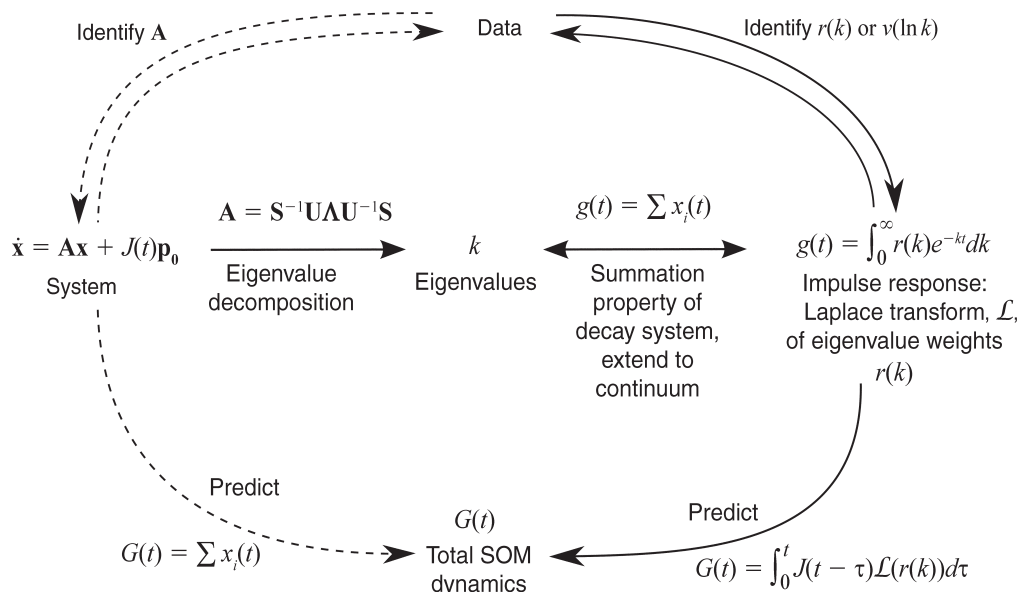 Identify A
Data
Identify r(k) or v(ln k)
A = S⁻¹UΛU⁻¹S
g(t) = ∑ xᵢ(t)
ẋ = Ax + J(t)p₀
k
g(t) = ∫₀^∞ r(k)e^{−kt}dk
System
Eigenvalue
decomposition
Eigenvalues
Summation
property of
decay system,
extend to
continuum
Impulse response:
Laplace transform, ℒ,
of eigenvalue weights
r(k)
Predict
G(t) = ∑ xᵢ(t)
G(t)
Total SOM
dynamics
Predict
G(t) = ∫₀^t J(t − τ)ℒ(r(k))dτ